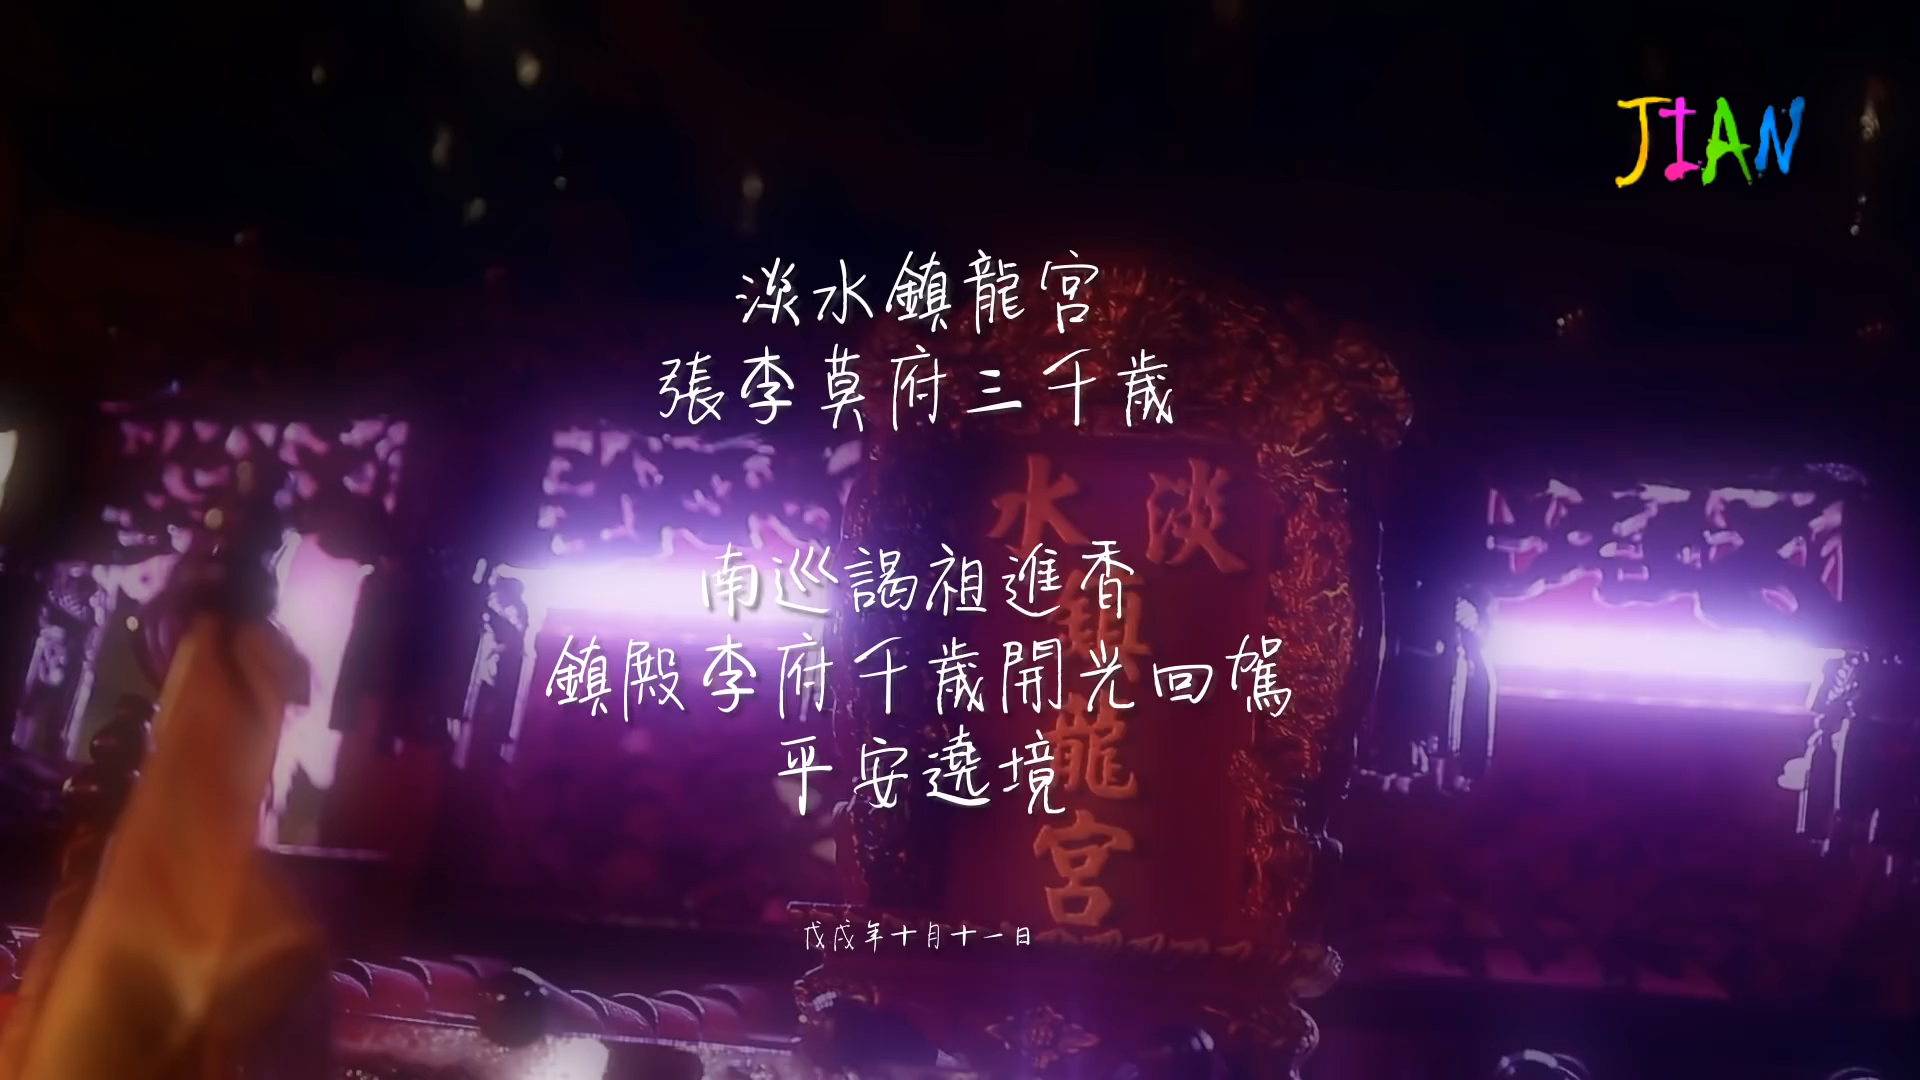 JIAN
淡水鎮龍宮
張李莫府三千歲
南巡謁祖進香
鎮殿李府千歲開光回駕
平安遶境
戊戌年十月十一日
淡水
鎮龍宮